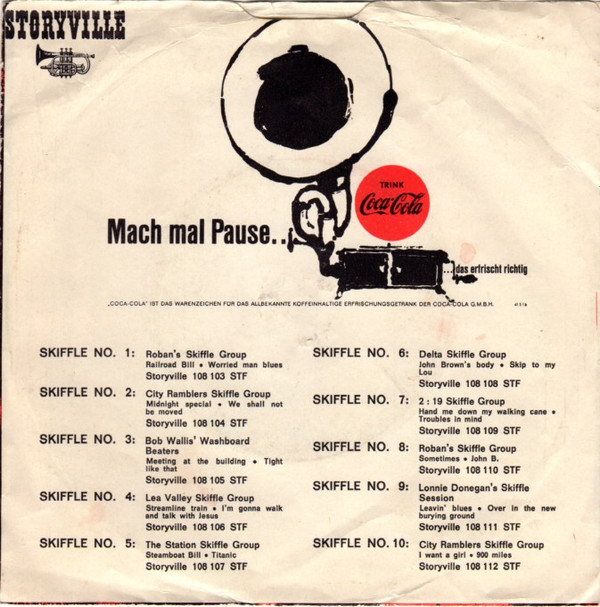 STORYVILLE
TRINK
Coca-Cola
Mach mal Pause..
...das erfrischt richtig
„COCA-COLA" IST DAS WARENZEICHEN FÜR DAS ALLBEKANNTE KOFFEINHALTIGE ERFRISCHUNGSGETRÄNK DER COCA-COLA G.M.B.H.
SKIFFLE NO. 1: Roban's Skiffle Group
Railroad Bill • Worried man blues
Storyville 108 103 STF
SKIFFLE NO. 2: City Ramblers Skiffle Group
Midnight special • We shall not
be moved
Storyville 108 104 STF
SKIFFLE NO. 3: Bob Wallis' Washboard
Beaters
Meeting at the building • Tight
like that
Storyville 108 105 STF
SKIFFLE NO. 4: Lea Valley Skiffle Group
Streamline train • I'm gonna walk
and talk with Jesus
Storyville 108 106 STF
SKIFFLE NO. 5: The Station Skiffle Group
Steamboat Bill • Titanic
Storyville 108 107 STF
SKIFFLE NO. 6: Delta Skiffle Group
John Brown's body • Skip to my
Lou
Storyville 108 108 STF
SKIFFLE NO. 7: 2 : 19 Skiffle Group
Hand me down my walking cane •
Troubles in mind
Storyville 108 109 STF
SKIFFLE NO. 8: Roban's Skiffle Group
Sometimes • John B.
Storyville 108 110 STF
SKIFFLE NO. 9: Lonnie Donegan's Skiffle
Session
Leavin' blues • Over in the new
burying ground
Storyville 108 111 STF
SKIFFLE NO. 10: City Ramblers Skiffle Group
I want a girl • 900 miles
Storyville 108 112 STF